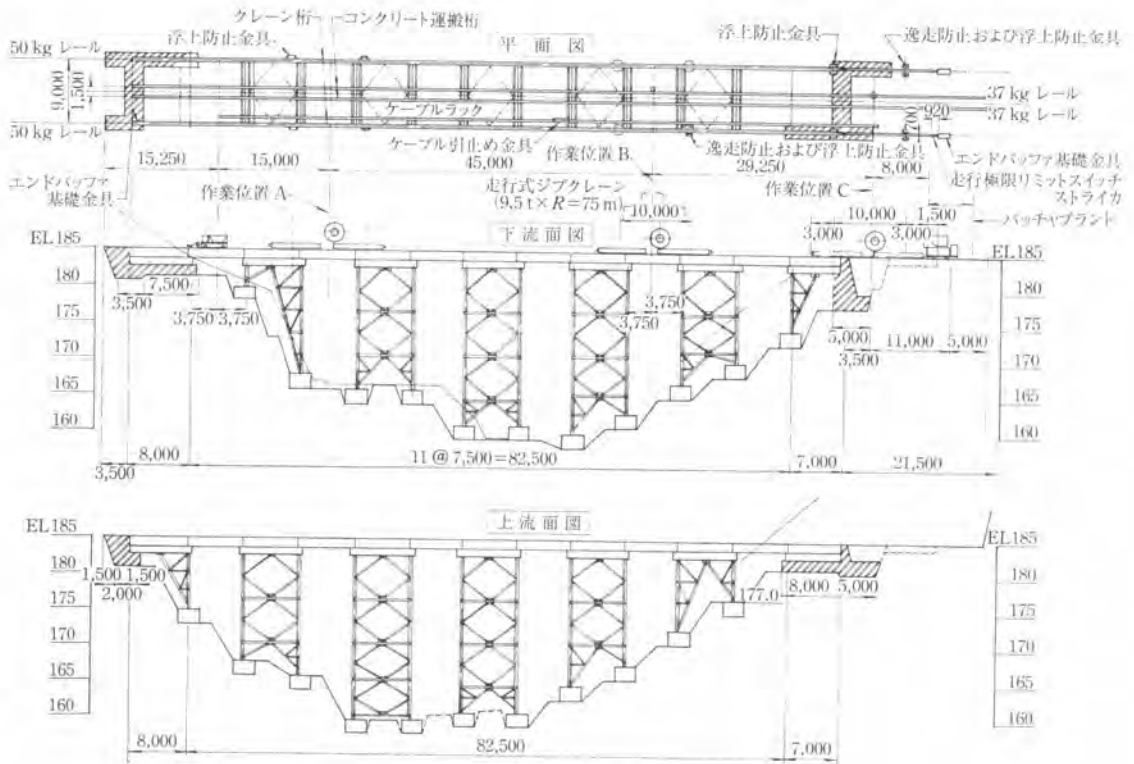 クレーン桁
コンクリート運搬桁
浮上防止金具
平面図
浮上防止金具
逸走防止および浮上防止金具
50 kg レール
9,000
1,500
ケーブルラック
37 kg レール
37 kg レール
920
700
50 kg レール
ケーブル引止め金具
逸走防止および浮上防止金具
15,250
15,000
45,000
作業位置B
29,250
8,000
エンドバッファ基礎金具
エンドバッファ
基礎金具
作業位置A
走行式ジブクレーン
(9.5 t×R=75 m)
作業位置C
走行極限リミットスイッチ
ストライカ
10,000
10,000
1,500
3,000
3,000
バッチャプラント
EL185
下流面図
EL185
180
175
170
165
160
3,500
7,500
3,750
3,750
3,750
3,750
5,000
3,500
11,000
5,000
180
175
170
165
160
3,500
8,000
11@7,500=82,500
7,000
21,500
EL185
上流面図
EL185
180
175
170
165
160
1,500
1,500
2,000
177.0
8,000
5,000
180
175
170
165
160
8,000
82,500
7,000